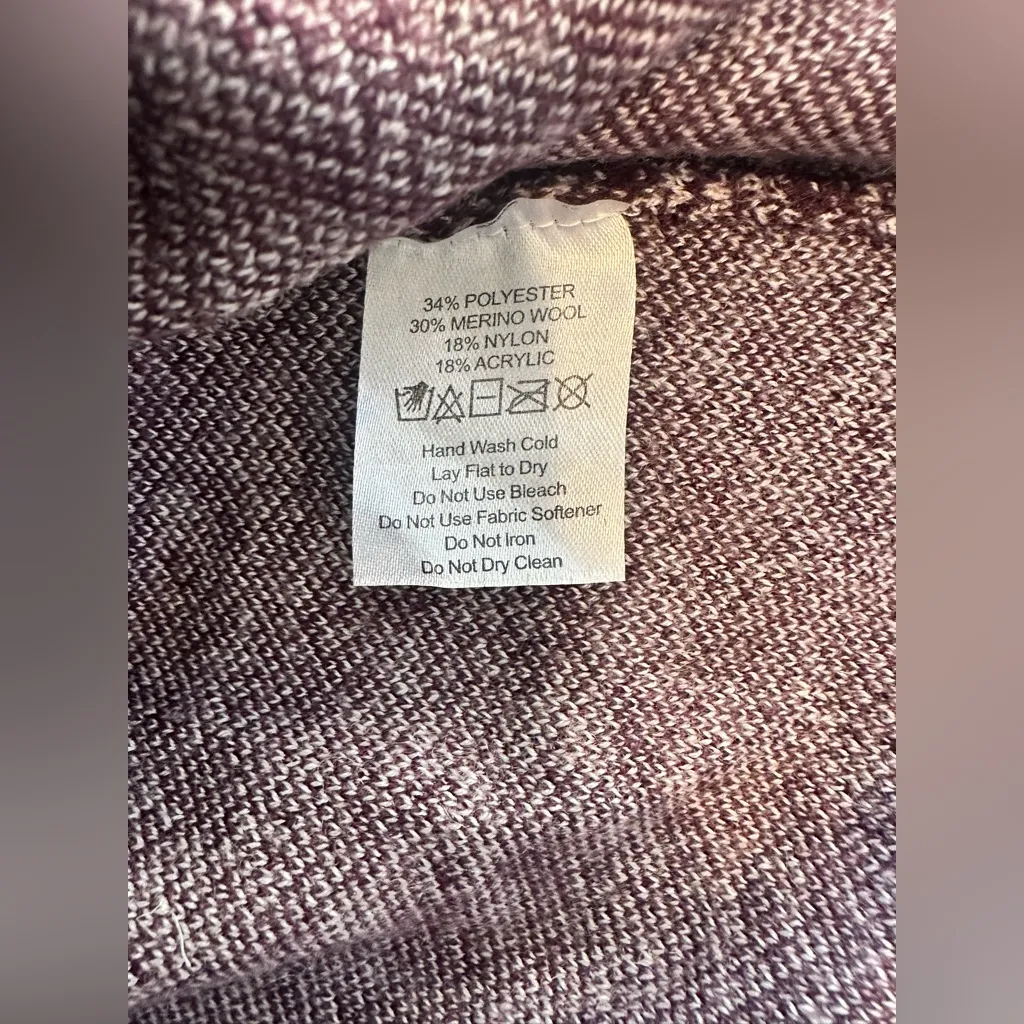 34% POLYESTER
30% MERINO WOOL
18% NYLON
18% ACRYLIC
Hand Wash Cold
Lay Flat to Dry
Do Not Use Bleach
Do Not Use Fabric Softener
Do Not Iron
Do Not Dry Clean